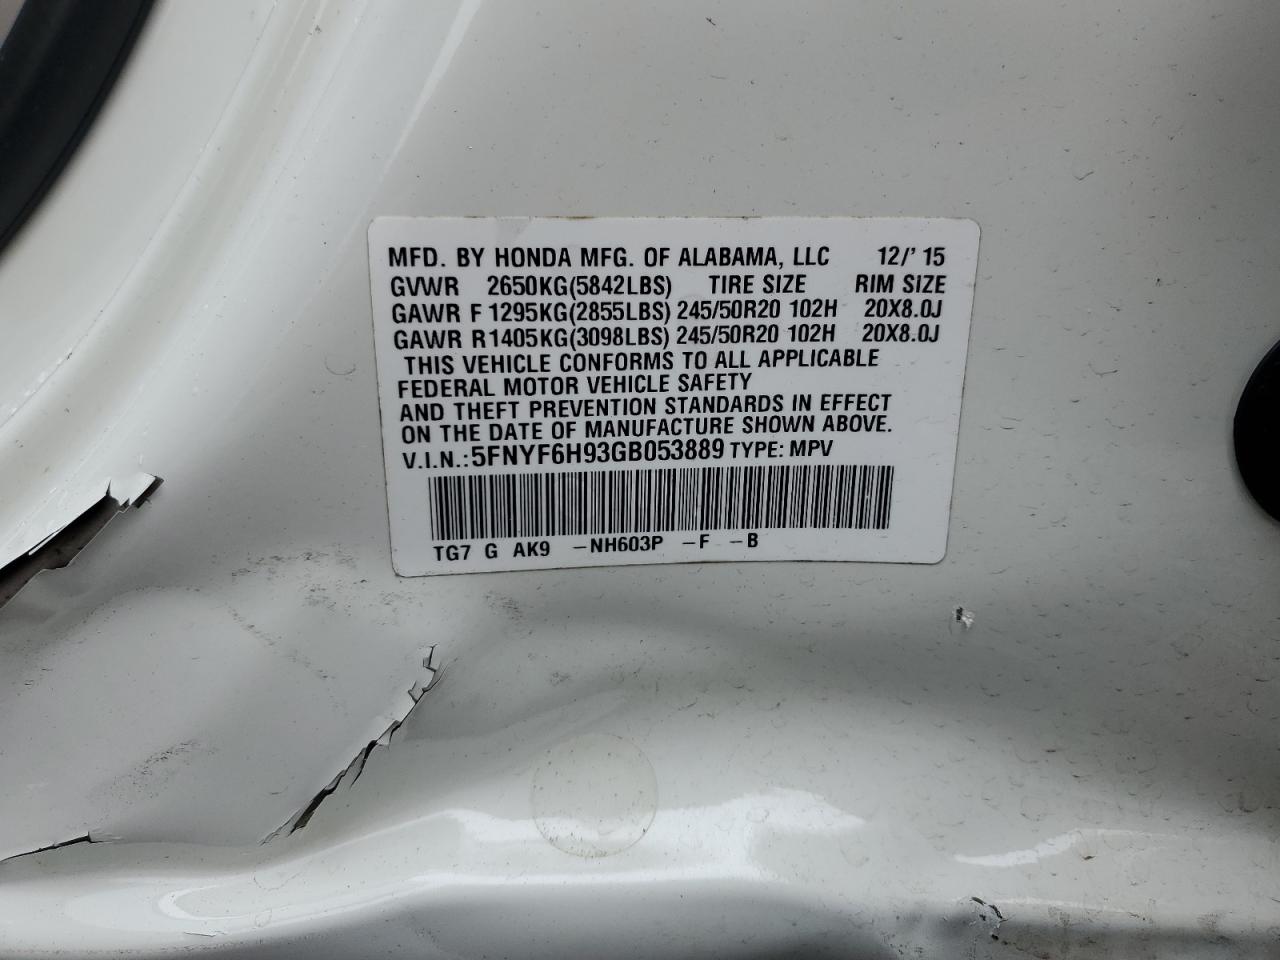 MFD. BY HONDA MFG. OF ALABAMA, LLC 12/' 15
GVWR 2650KG(5842LBS) TIRE SIZE RIM SIZE
GAWR F 1295KG(2855LBS) 245/50R20 102H 20X8.0J
GAWR R 1405KG(3098LBS) 245/50R20 102H 20X8.0J
THIS VEHICLE CONFORMS TO ALL APPLICABLE
FEDERAL MOTOR VEHICLE SAFETY
AND THEFT PREVENTION STANDARDS IN EFFECT
ON THE DATE OF MANUFACTURE SHOWN ABOVE.
V.I.N.:5FNYF6H93GB053889 TYPE: MPV
TG7 G AK9 –NH603P –F –B